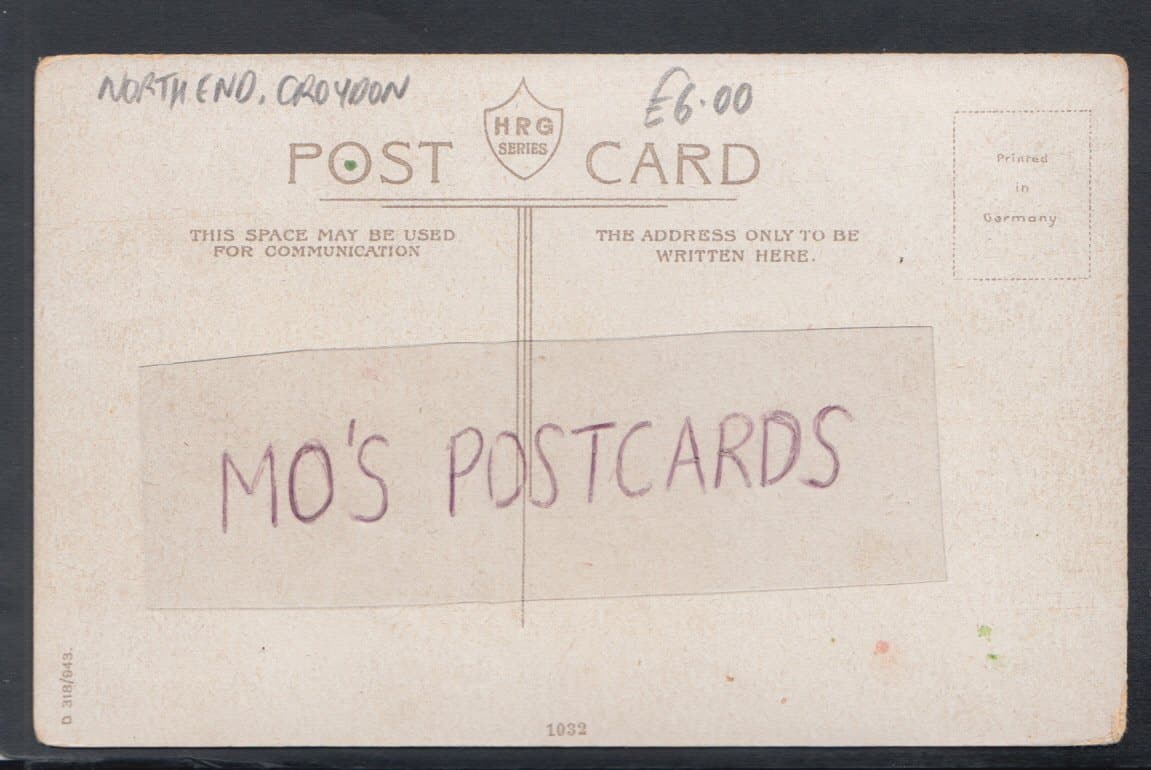 NORTH END, CROYDON
£6.00
HRG
SERIES
POST CARD
THIS SPACE MAY BE USED
FOR COMMUNICATION
THE ADDRESS ONLY TO BE
WRITTEN HERE.
Printed
in
Germany
MO'S POSTCARDS
D. 318/943.
1032